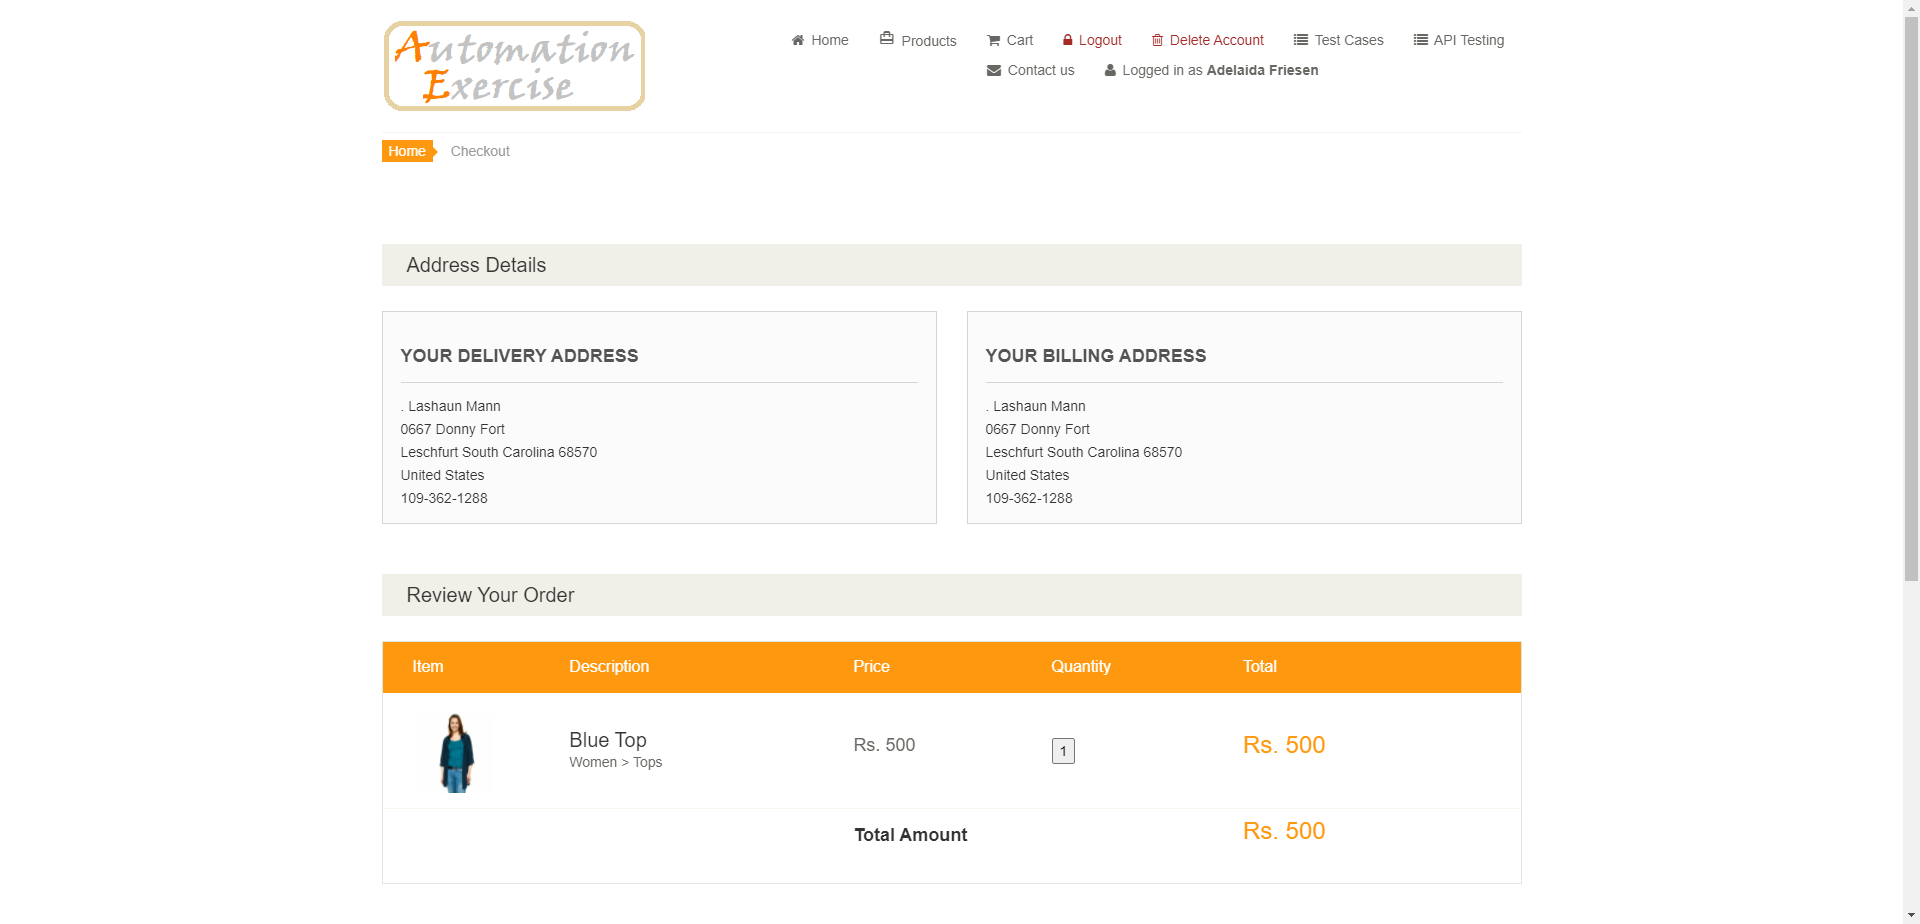 Automation
Exercise
Home
Products
Cart
Logout
Delete Account
Test Cases
API Testing
Contact us
Logged in as Adelaida Friesen
Home
Checkout
Address Details
YOUR DELIVERY ADDRESS
. Lashaun Mann
0667 Donny Fort
Leschfurt South Carolina 68570
United States
109-362-1288
YOUR BILLING ADDRESS
. Lashaun Mann
0667 Donny Fort
Leschfurt South Carolina 68570
United States
109-362-1288
Review Your Order
Item Description Price Quantity Total
Blue Top
Women > Tops
Rs. 500
1
Rs. 500
Total Amount
Rs. 500